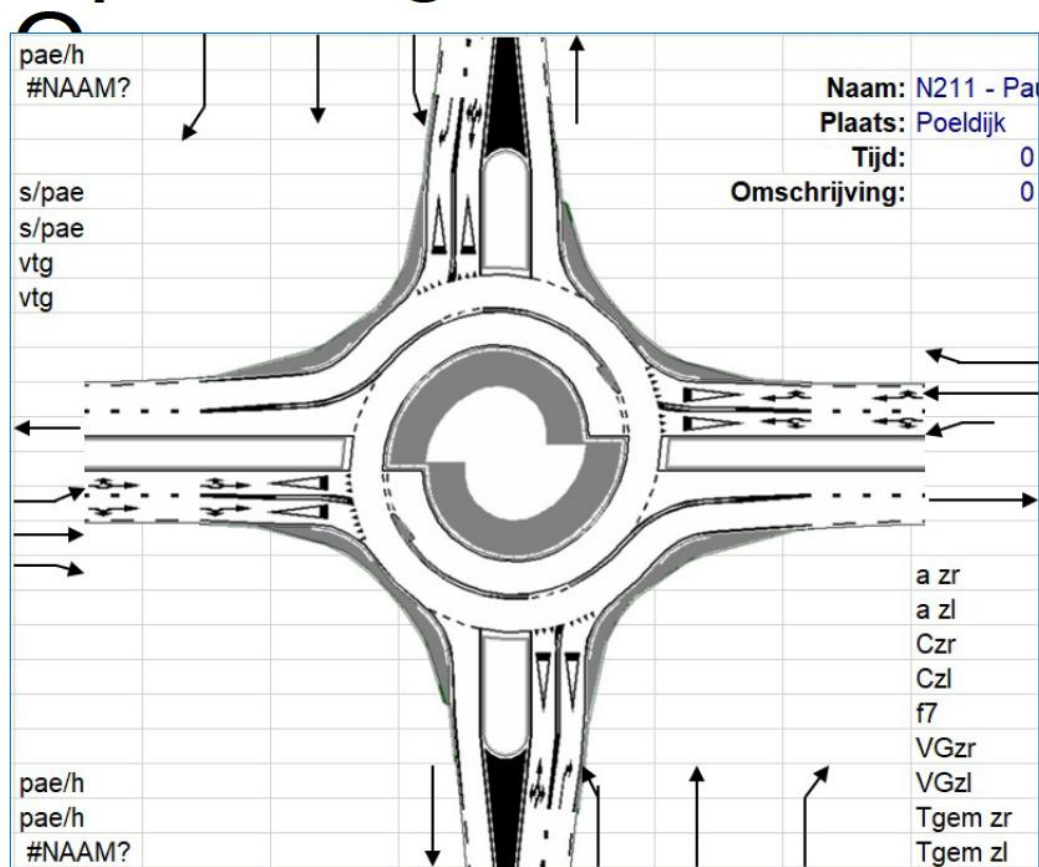 pae/h
#NAAM?
Naam: N211 - Pau
Plaats: Poeldijk
Tijd: 0
s/pae
Omschrijving: 0
s/pae
vtg
vtg
a zr
a zl
Czr
Czl
f7
VGzr
pae/h
VGzl
pae/h
Tgem zr
#NAAM?
Tgem zl